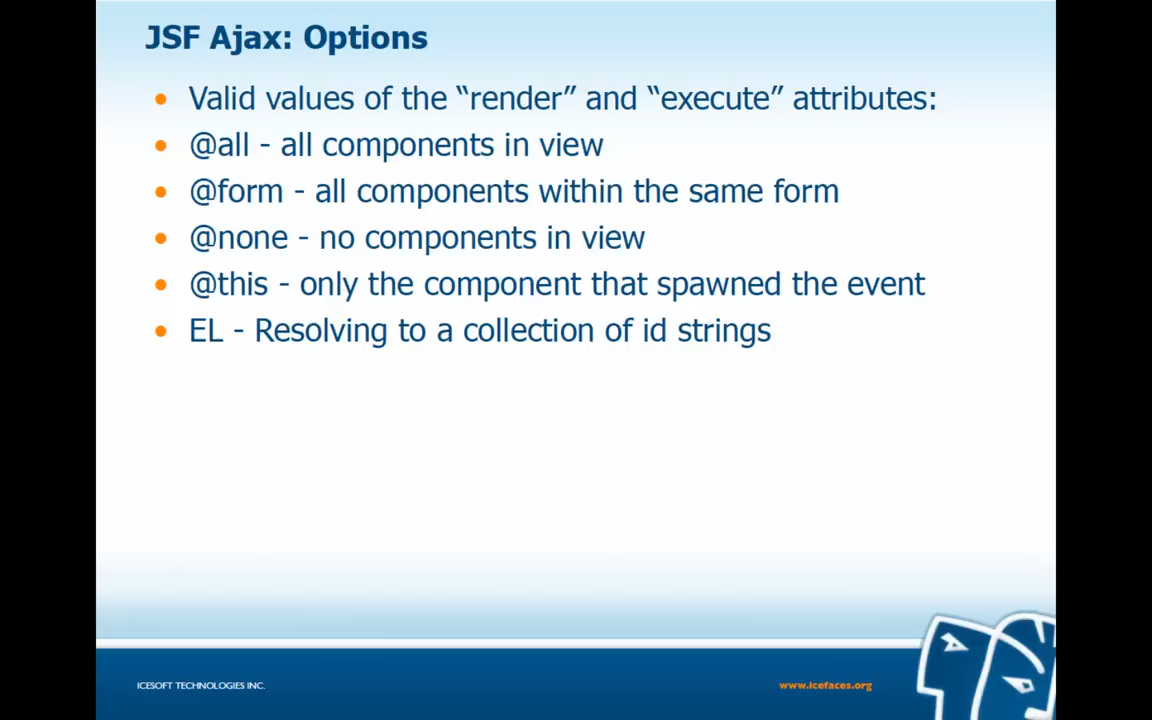 JSF Ajax: Options
• Valid values of the “render” and “execute” attributes:
• @all - all components in view
• @form - all components within the same form
• @none - no components in view
• @this - only the component that spawned the event
• EL - Resolving to a collection of id strings
ICESOFT TECHNOLOGIES INC.
www.icefaces.org